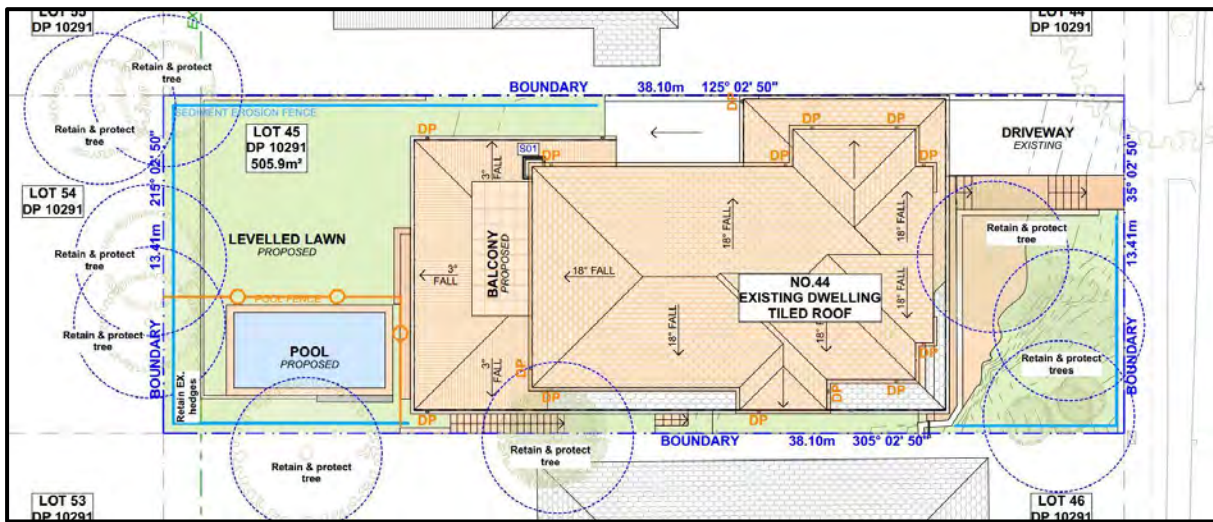 LOT 55
DP 10291
LOT 44
DP 10291
Retain & protect
tree
BOUNDARY 38.10m 125° 02' 50"
SEDIMENT EROSION FENCE
DP
Retain & protect
tree
LOT 45
DP 10291
505.9m²
DP
DP
DP
DRIVEWAY
EXISTING
S01
DP
DP
DP
3°
FALL
215° 02' 50"
35° 02' 50"
LOT 54
DP 10291
18° FALL
18° FALL
Retain & protect
tree
LEVELLED LAWN
PROPOSED
13.41m
13.41m
Retain & protect
tree
3°
FALL
BALCONY
PROPOSED
18° FALL
18° FALL
NO.44
EXISTING DWELLING
TILED ROOF
POOL FENCE
18° FALL
18°
Retain & protect
tree
POOL
PROPOSED
BOUNDARY
BOUNDARY
DP
Retain & protect
trees
3°
FALL
DP
Retain EX.
hedges
DP
DP
DP
DP
BOUNDARY 38.10m 305° 02' 50"
Retain & protect
tree
Retain & protect
tree
LOT 53
DP 10291
LOT 46
DP 10291